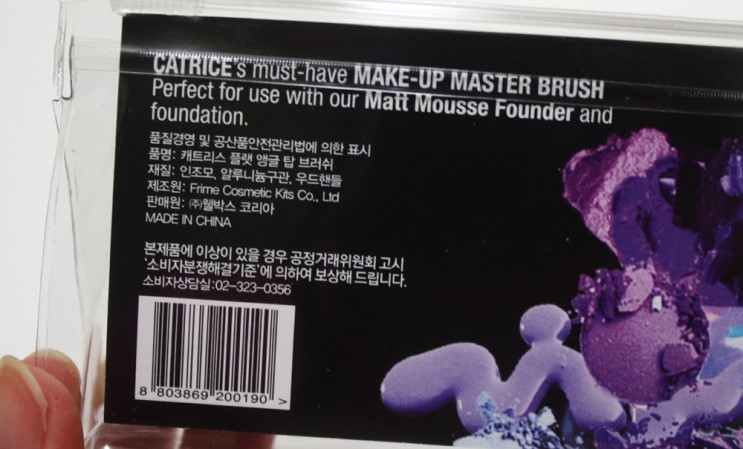 CATRICE's must-have MAKE-UP MASTER BRUSH
Perfect for use with our Matt Mousse Founder and
foundation.
품질경영 및 공산품안전관리법에 의한 표시
품명: 캐트리스 플랫 앵글 탑 브러쉬
재질: 인조모, 알루니늄구관, 우드핸들
제조원: Frime Cosmetic Kits Co., Ltd
판매원: ㈜웰박스 코리아
MADE IN CHINA
본제품에 이상이 있을 경우 공정거래위원회 고시
'소비자분쟁해결기준'에 의하여 보상해 드립니다.
소비자상담실:02-323-0356
8 803869 200190 >